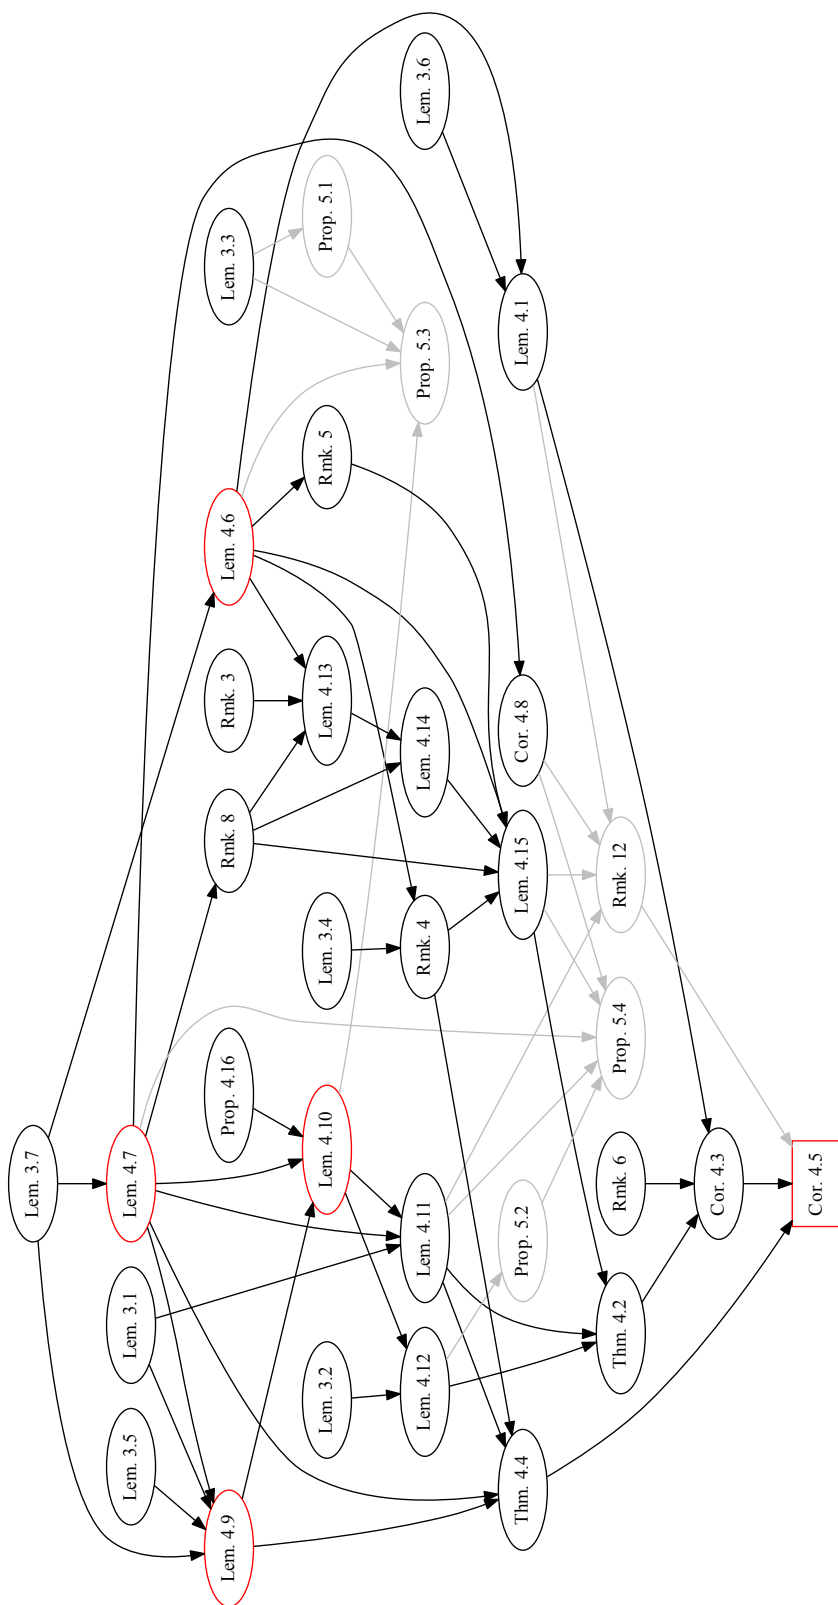 Lem. 3.7
Lem. 4.7
Lem. 3.1
Lem. 3.5
Lem. 3.3
Lem. 4.6
Rmk. 3
Rmk. 8
Prop. 4.16
Lem. 4.9
Prop. 5.1
Rmk. 5
Lem. 4.13
Lem. 3.4
Lem. 4.10
Lem. 3.2
Lem. 3.6
Prop. 5.3
Lem. 4.14
Rmk. 4
Lem. 4.11
Lem. 4.12
Lem. 4.1
Cor. 4.8
Lem. 4.15
Prop. 5.2
Thm. 4.4
Rmk. 12
Prop. 5.4
Rmk. 6
Thm. 4.2
Cor. 4.3
Cor. 4.5